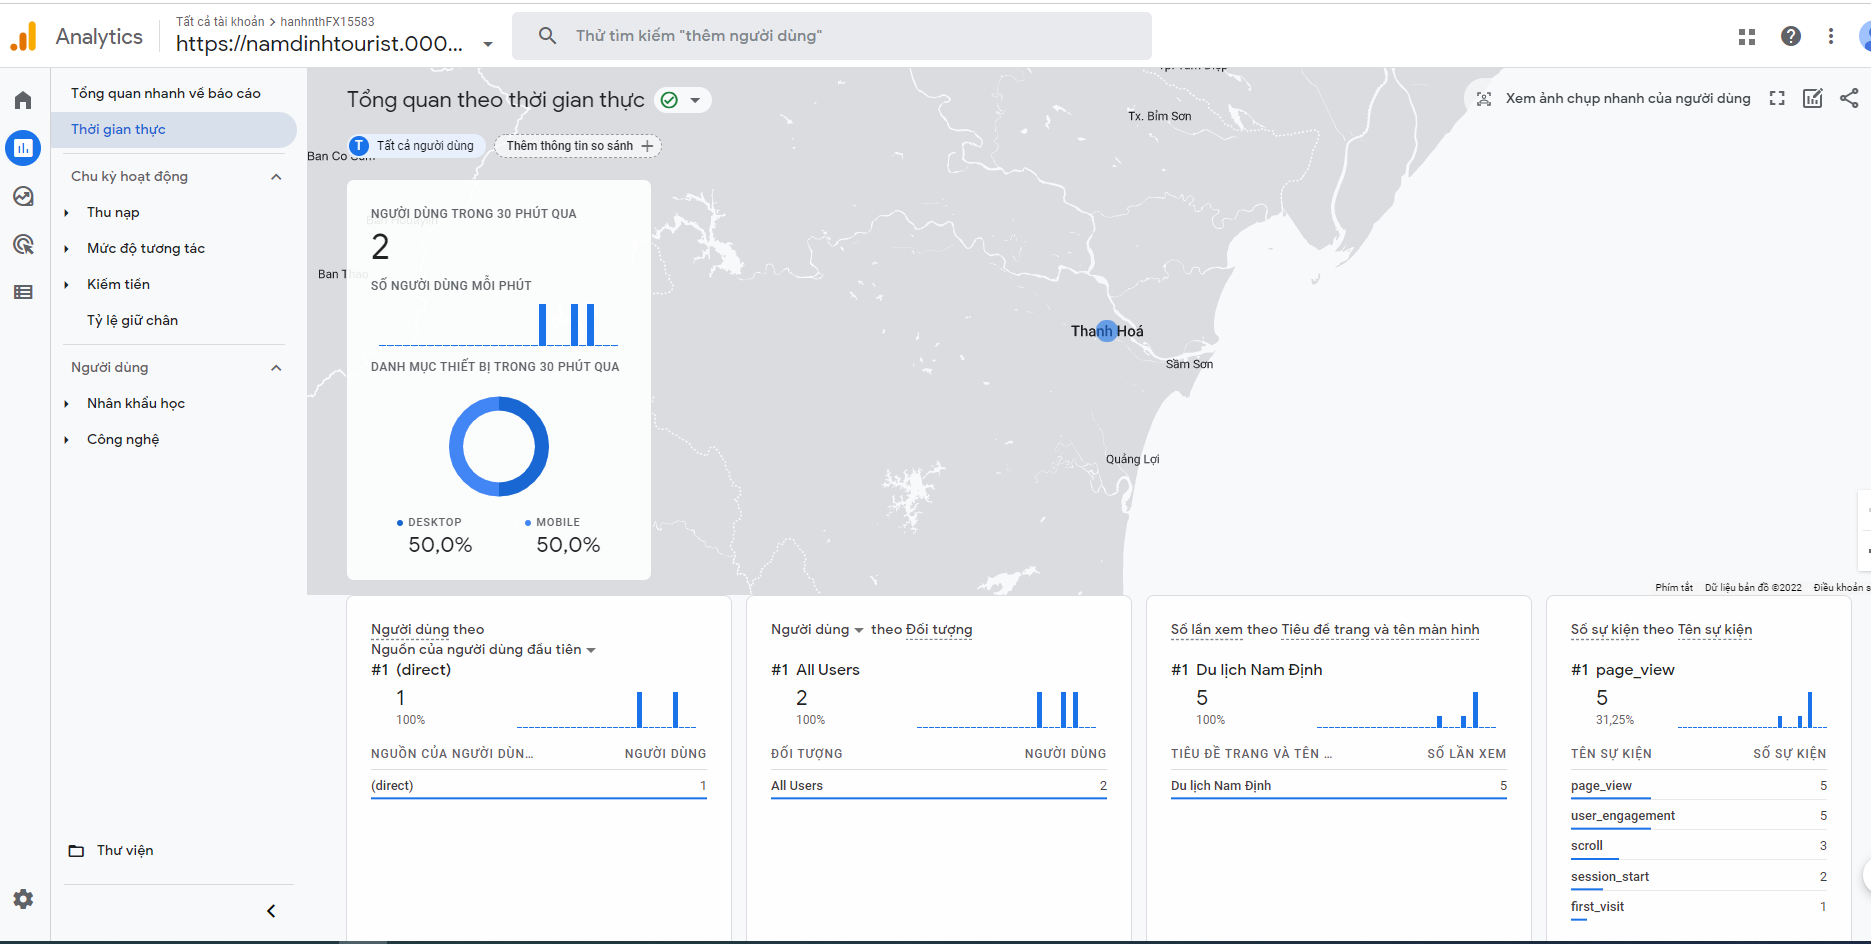 Analytics
Tất cả tài khoản > hanhnthFX15583
https://namdinhtourist.000...
Thử tìm kiếm "thêm người dùng"
Tổng quan nhanh về báo cáo
Thời gian thực
Chu kỳ hoạt động
Thu nạp
Mức độ tương tác
Kiếm tiền
Tỷ lệ giữ chân
Người dùng
Nhân khẩu học
Công nghệ
Thư viện
Tổng quan theo thời gian thực
Xem ảnh chụp nhanh của người dùng
T Tất cả người dùng
Thêm thông tin so sánh +
Tx. Bỉm Sơn
Thanh Hoá
Sầm Sơn
Quảng Lợi
NGƯỜI DÙNG TRONG 30 PHÚT QUA
2
SỐ NGƯỜI DÙNG MỖI PHÚT
DANH MỤC THIẾT BỊ TRONG 30 PHÚT QUA
DESKTOP MOBILE
50,0% 50,0%
Phím tắt Dữ liệu bản đồ ©2022 Điều khoản s
Người dùng theo
Nguồn của người dùng đầu tiên
#1 (direct)
1
100%
NGUỒN CỦA NGƯỜI DÙN... NGƯỜI DÙNG
(direct) 1
Người dùng theo Đối tượng
#1 All Users
2
100%
ĐỐI TƯỢNG NGƯỜI DÙNG
All Users 2
Số lần xem theo Tiêu đề trang và tên màn hình
#1 Du lịch Nam Định
5
100%
TIÊU ĐỀ TRANG VÀ TÊN ... SỐ LẦN XEM
Du lịch Nam Định 5
Số sự kiện theo Tên sự kiện
#1 page_view
5
31,25%
TÊN SỰ KIỆN SỐ SỰ KIỆN
page_view 5
user_engagement 5
scroll 3
session_start 2
first_visit 1